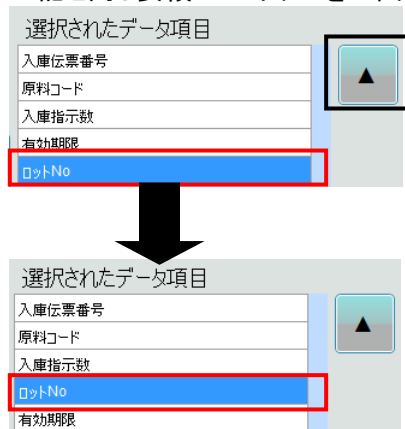 選択されたデータ項目
入庫伝票番号
原料コード
▲
入庫指示数
有効期限
ロットNo
選択されたデータ項目
入庫伝票番号
▲
原料コード
入庫指示数
ロットNo
有効期限